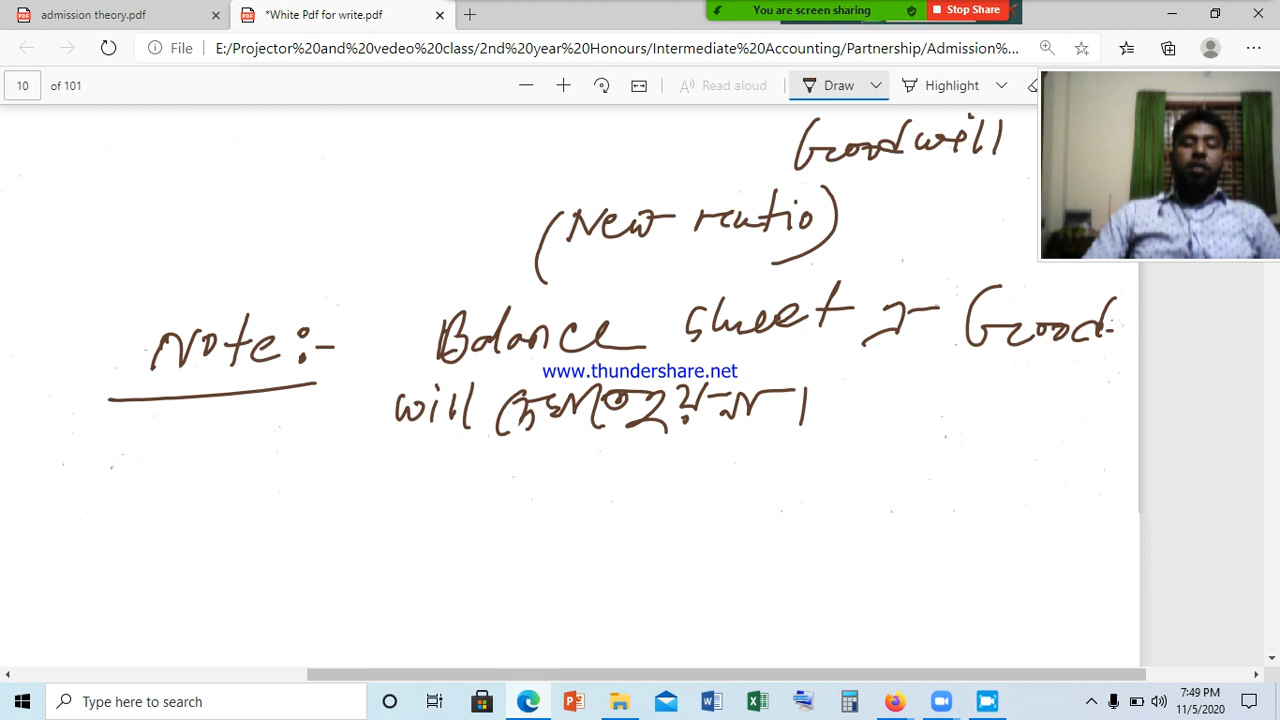 admission theory.pdf
*White Pdf for write.pdf
You are screen sharing
Stop Share
File
E:/Projector%20and%20vedeo%20class/2nd%20year%20Honours/Intermediate%20Accounting/Partnership/Admission%...
10 of 101
Read aloud
Draw
Highlight
Goodwill
(New ratio)
Note:- Balance sheet এ Good-
www.thundershare.net
will দেখাতে হয় না।
Type here to search
7:49 PM
11/5/2020